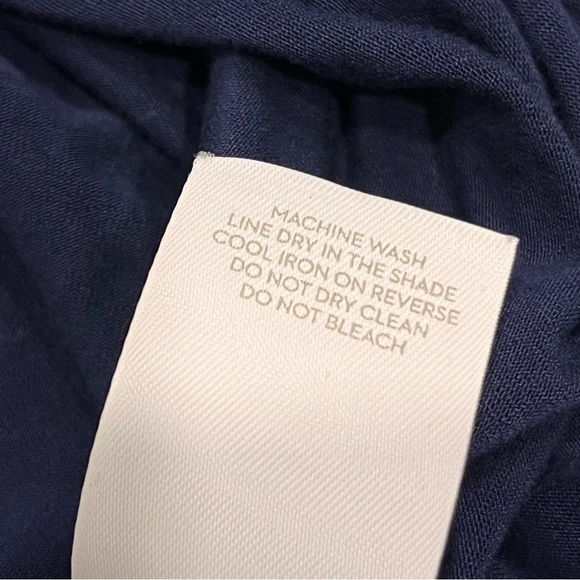 MACHINE WASH
LINE DRY IN THE SHADE
COOL IRON ON REVERSE
DO NOT DRY CLEAN
DO NOT BLEACH